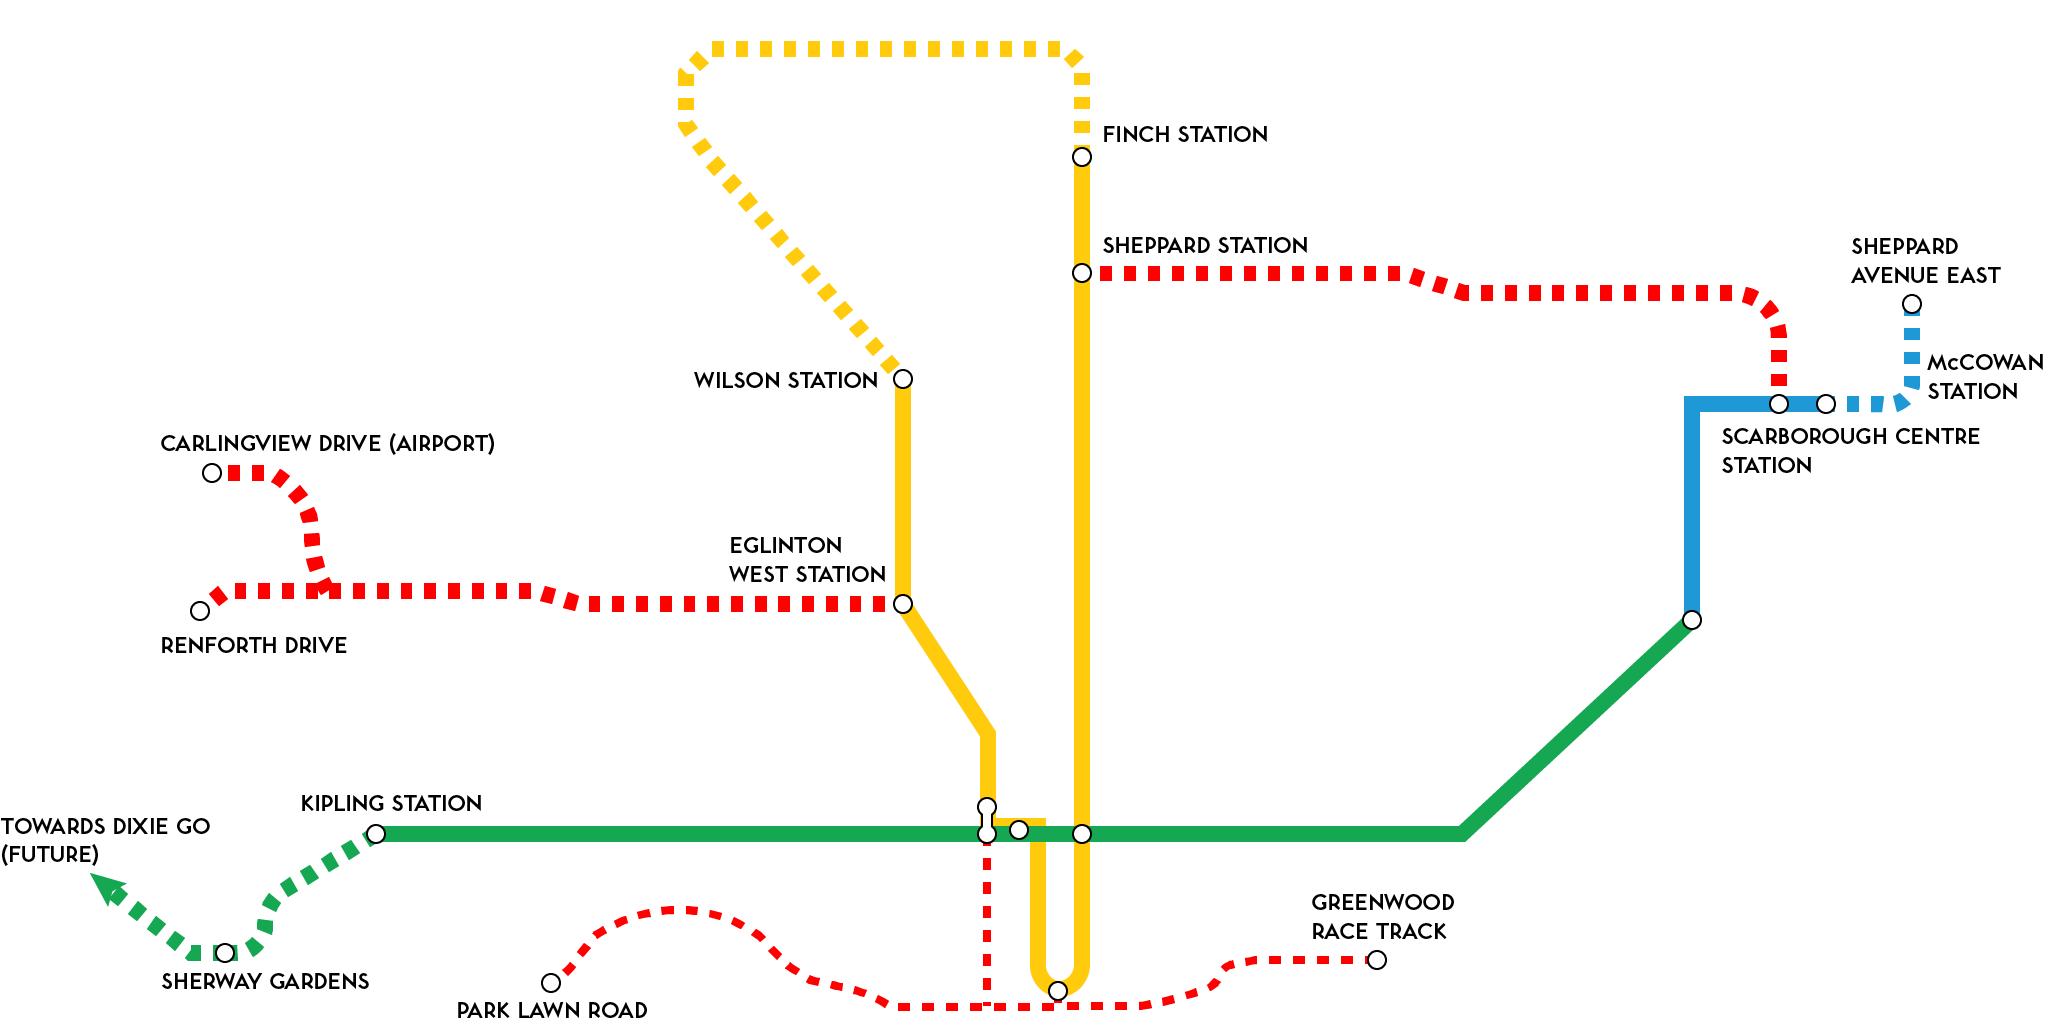 FINCH STATION
SHEPPARD STATION
SHEPPARD
AVENUE EAST
WILSON STATION
McCOWAN
STATION
SCARBOROUGH CENTRE
STATION
CARLINGVIEW DRIVE (AIRPORT)
EGLINTON
WEST STATION
RENFORTH DRIVE
KIPLING STATION
TOWARDS DIXIE GO
(FUTURE)
GREENWOOD
RACE TRACK
SHERWAY GARDENS
PARK LAWN ROAD